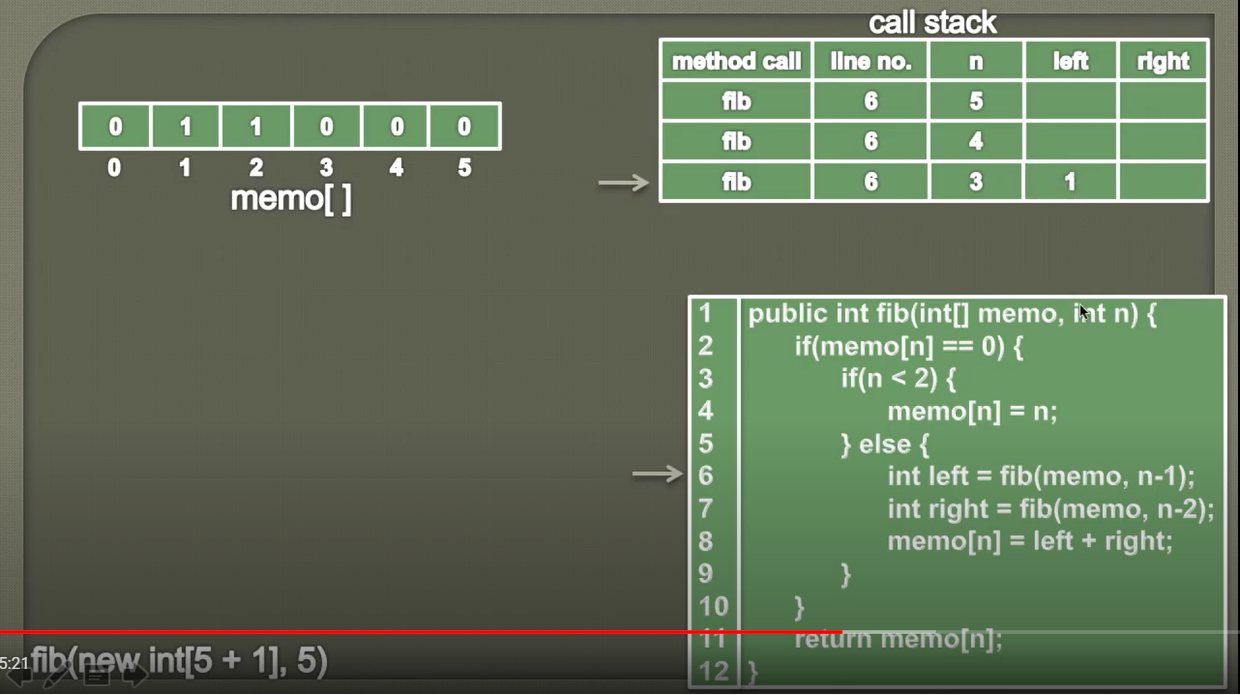 call stack
method call line no. n left right
fib 6 5
fib 6 4
fib 6 3 1
0 1 1 0 0 0
0 1 2 3 4 5
memo[ ]
1 public int fib(int[] memo, int n) {
2 if(memo[n] == 0) {
3 if(n < 2) {
4 memo[n] = n;
5 } else {
6 int left = fib(memo, n-1);
7 int right = fib(memo, n-2);
8 memo[n] = left + right;
9 }
10 }
11 return memo[n];
12 }
5:21
fib(new int[5 + 1], 5)